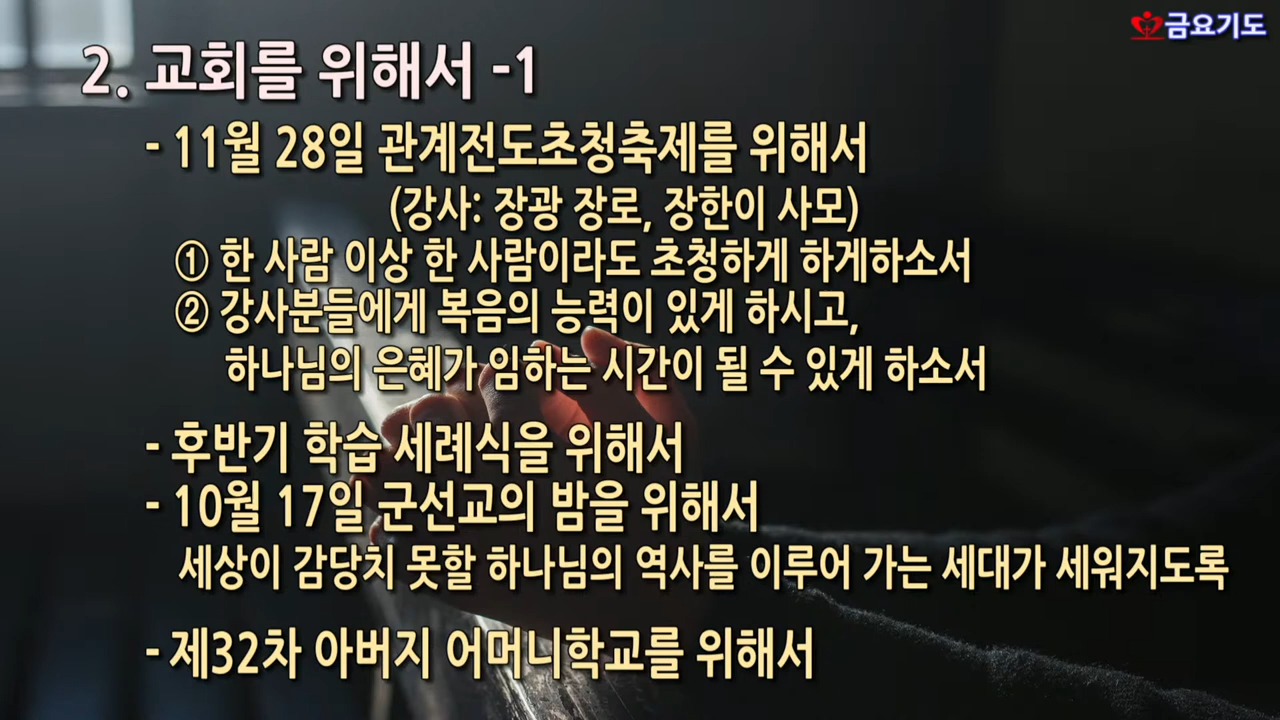 금요기도
2. 교회를 위해서 -1
- 11월 28일 관계전도초청축제를 위해서
(강사: 장광 장로, 장한이 사모)
① 한 사람 이상 한 사람이라도 초청하게 하게하소서
② 강사분들에게 복음의 능력이 있게 하시고,
하나님의 은혜가 임하는 시간이 될 수 있게 하소서
- 후반기 학습 세례식을 위해서
- 10월 17일 군선교의 밤을 위해서
세상이 감당치 못할 하나님의 역사를 이루어 가는 세대가 세워지도록
- 제32차 아버지 어머니학교를 위해서